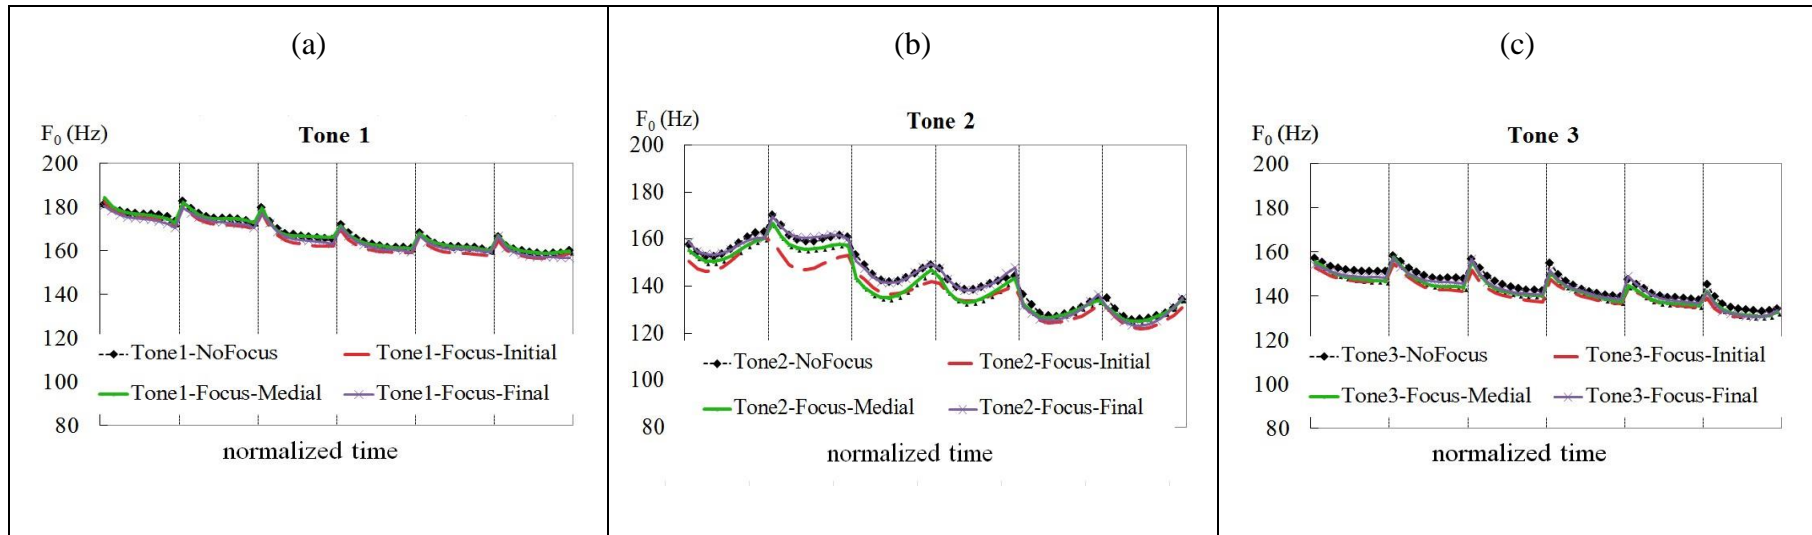 (a)
F0 (Hz)
Tone 1
200
180
160
140
120
100
80
Tone1-NoFocus
Tone1-Focus-Initial
Tone1-Focus-Medial
Tone1-Focus-Final
normalized time
(b)
F0 (Hz)
Tone 2
200
180
160
140
120
100
80
Tone2-NoFocus
Tone2-Focus-Initial
Tone2-Focus-Medial
Tone2-Focus-Final
normalized time
(c)
F0 (Hz)
Tone 3
200
180
160
140
120
100
80
Tone3-NoFocus
Tone3-Focus-Initial
Tone3-Focus-Medial
Tone3-Focus-Final
normalized time